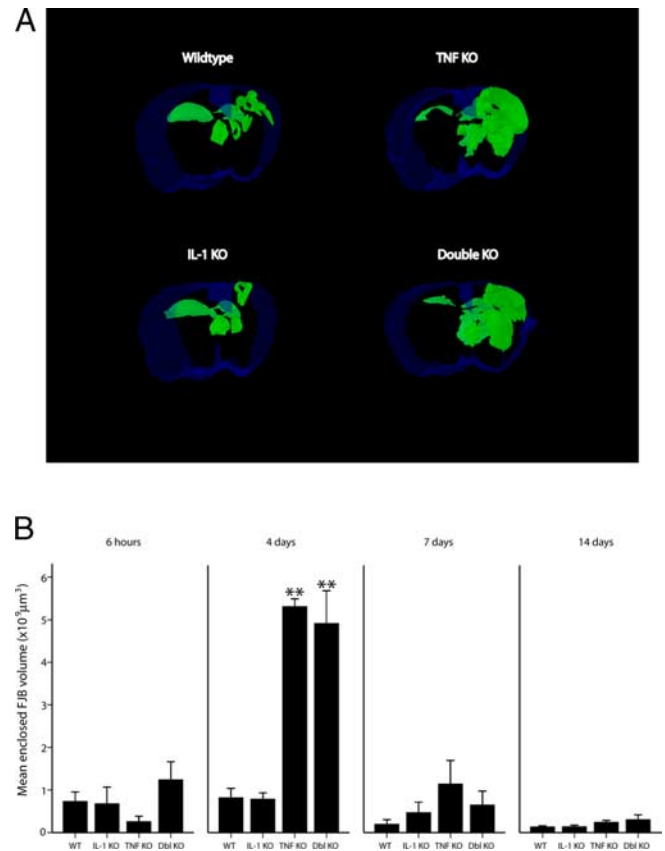 A
Wildtype TNF KO
IL-1 KO Double KO
B
6 hours 4 days 7 days 14 days
Mean enclosed FJB volume (x10⁹µm³)
6
5
4
3
2
1
0
** **
WT IL-1 KO TNF KO Dbl KO WT IL-1 KO TNF KO Dbl KO WT IL-1 KO TNF KO Dbl KO WT IL-1 KO TNF KO Dbl KO